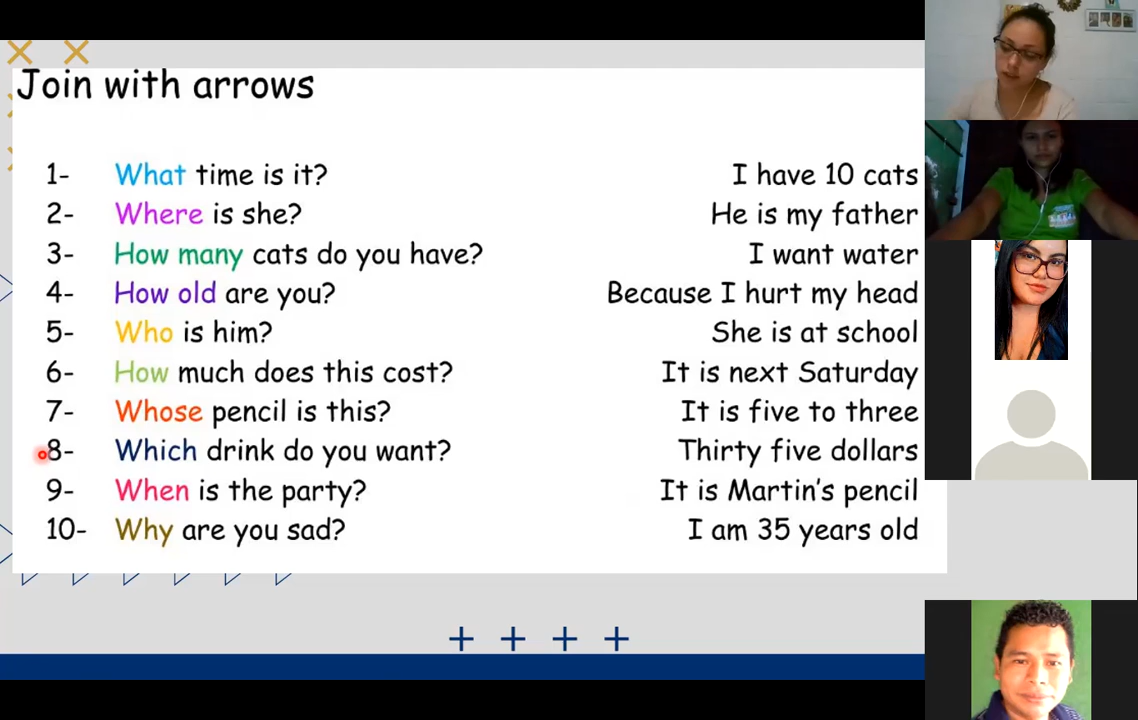 Join with arrows
1- What time is it? I have 10 cats
2- Where is she? He is my father
3- How many cats do you have? I want water
4- How old are you? Because I hurt my head
5- Who is him? She is at school
6- How much does this cost? It is next Saturday
7- Whose pencil is this? It is five to three
8- Which drink do you want? Thirty five dollars
9- When is the party? It is Martin's pencil
10- Why are you sad? I am 35 years old